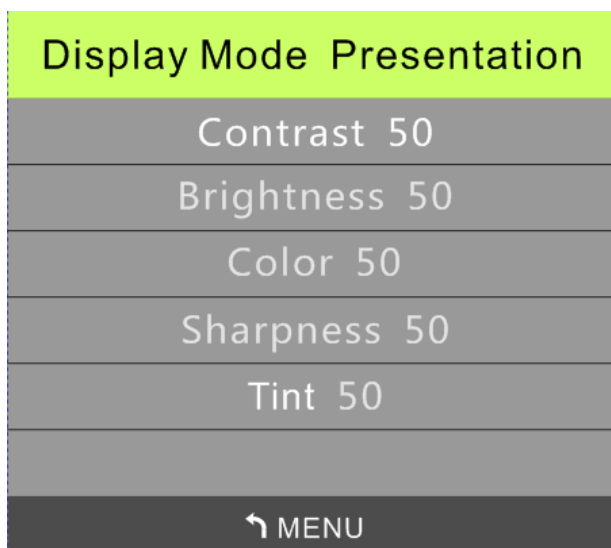 Display Mode Presentation
Contrast 50
Brightness 50
Color 50
Sharpness 50
Tint 50
MENU